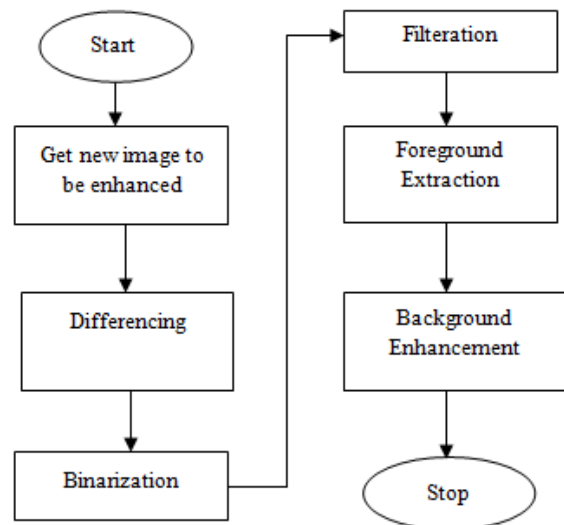 Start
Get new image to
be enhanced
Differencing
Binarization
Filteration
Foreground
Extraction
Background
Enhancement
Stop